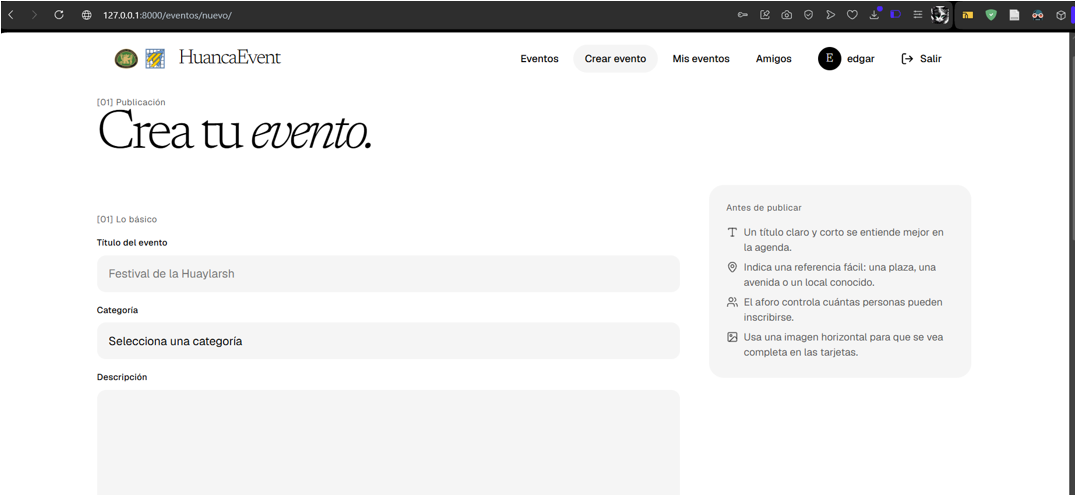 127.0.0.1:8000/eventos/nuevo/
HuancaEvent
Eventos
Crear evento
Mis eventos
Amigos
E
edgar
Salir
[01] Publicación
Crea tu evento.
[01] Lo básico
Título del evento
Festival de la Huaylarsh
Categoría
Selecciona una categoría
Descripción
Antes de publicar
Un título claro y corto se entiende mejor en
la agenda.
Indica una referencia fácil: una plaza, una
avenida o un local conocido.
El aforo controla cuántas personas pueden
inscribirse.
Usa una imagen horizontal para que se vea
completa en las tarjetas.